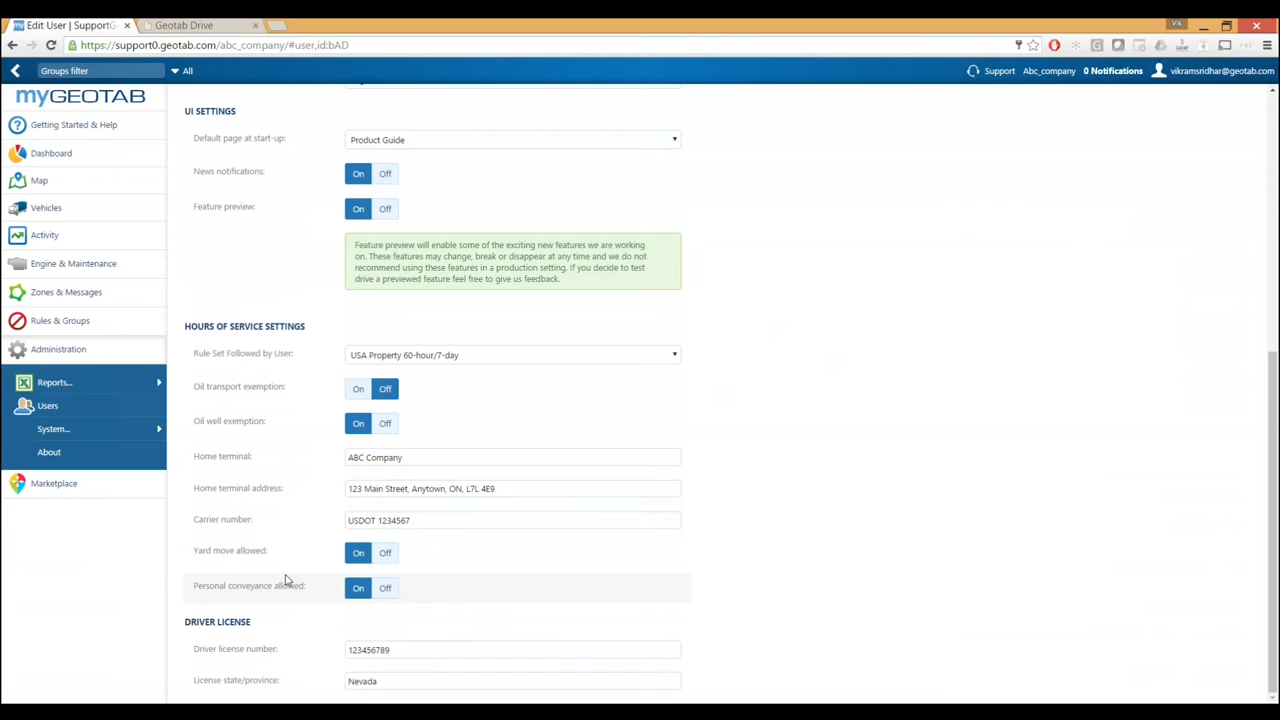 Edit User | SupportG
Geotab Drive
Vik
https://support0.geotab.com/abc_company/#user,id:bAD
Groups filter
All
Support
Abc_company
0 Notifications
vikramsridhar@geotab.com
myGEOTAB
Getting Started & Help
Dashboard
Map
Vehicles
Activity
Engine & Maintenance
Zones & Messages
Rules & Groups
Administration
Reports...
Users
System...
About
Marketplace
UI SETTINGS
Default page at start-up: Product Guide
News notifications: On Off
Feature preview: On Off
Feature preview will enable some of the exciting new features we are working
on. These features may change, break or disappear at any time and we do not
recommend using these features in a production setting. If you decide to test
drive a previewed feature feel free to give us feedback.
HOURS OF SERVICE SETTINGS
Rule Set Followed by User: USA Property 60-hour/7-day
Oil transport exemption: On Off
Oil well exemption: On Off
Home terminal: ABC Company
Home terminal address: 123 Main Street, Anytown, ON, L7L 4E9
Carrier number: USDOT 1234567
Yard move allowed: On Off
Personal conveyance allowed: On Off
DRIVER LICENSE
Driver license number: 123456789
License state/province: Nevada